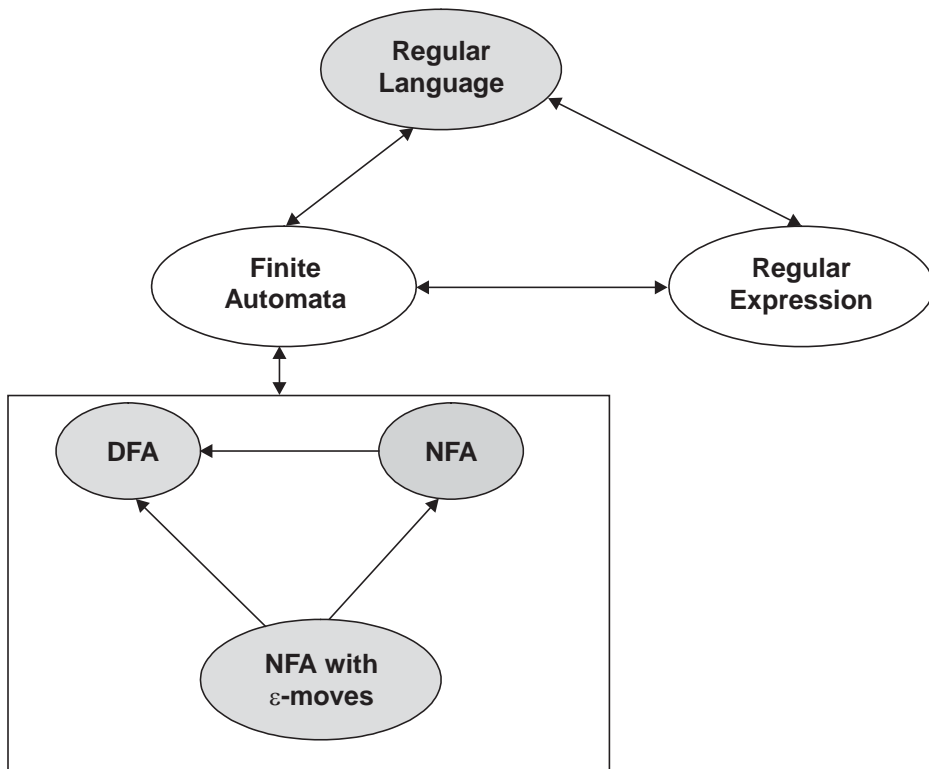 Regular
Language
Finite
Automata
Regular
Expression
DFA
NFA
NFA with
ε-moves